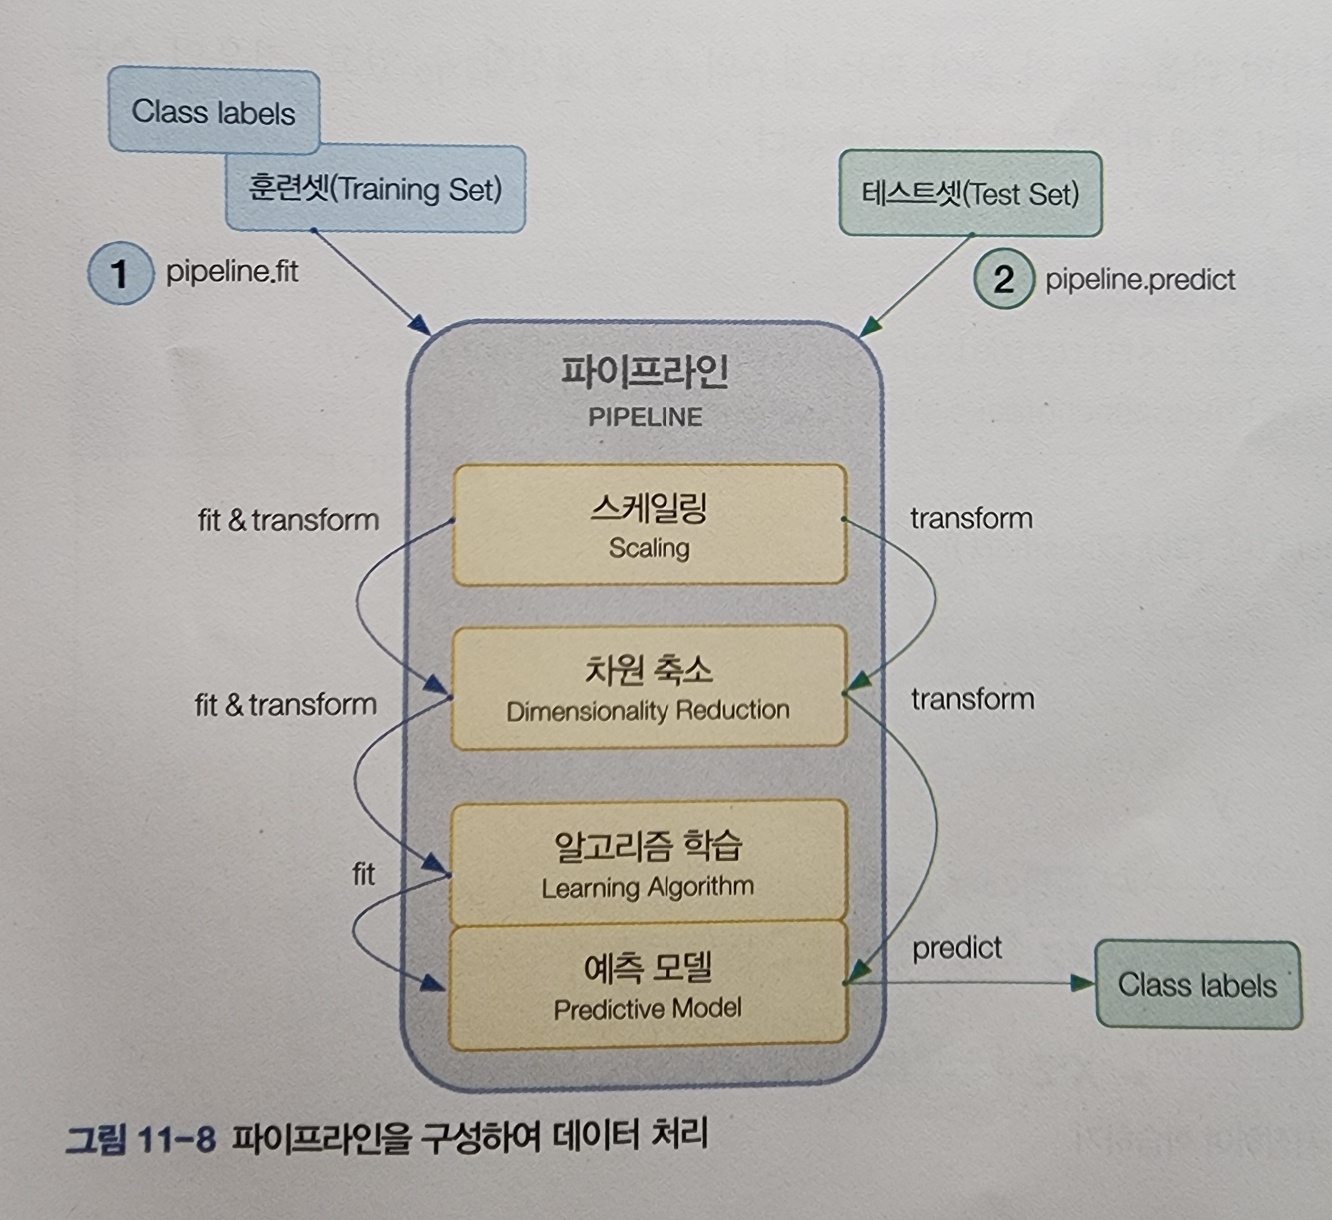 Class labels
훈련셋(Training Set)
테스트셋(Test Set)
1 pipeline.fit
2 pipeline.predict
파이프라인
PIPELINE
fit & transform
스케일링
Scaling
transform
fit & transform
차원 축소
Dimensionality Reduction
transform
fit
알고리즘 학습
Learning Algorithm
예측 모델
Predictive Model
predict
Class labels
그림 11-8 파이프라인을 구성하여 데이터 처리